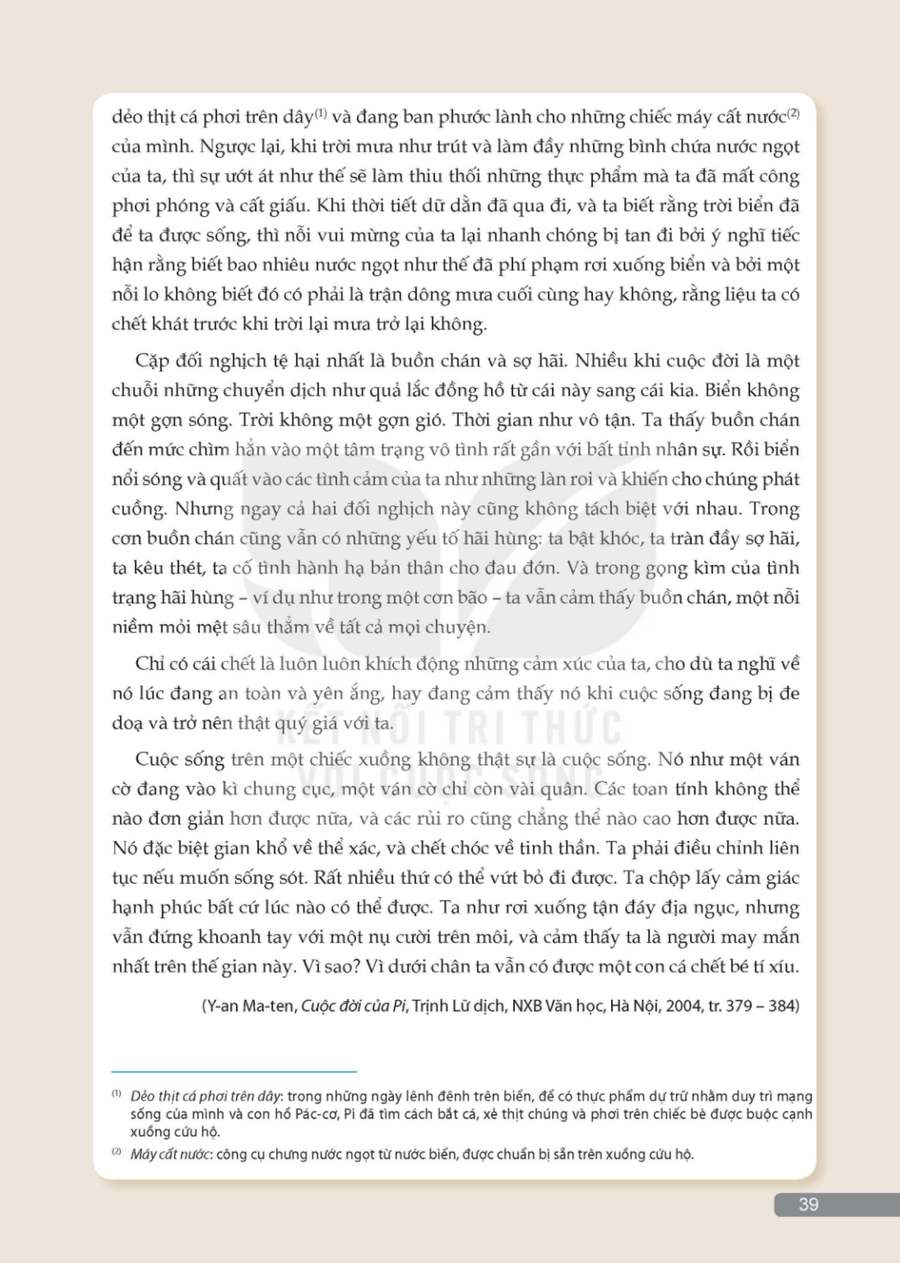 dẻo thịt cá phơi trên dây(1) và đang ban phước lành cho những chiếc máy cất nước(2)
của mình. Ngược lại, khi trời mưa như trút và làm đầy những bình chứa nước ngọt
của ta, thì sự ướt át như thế sẽ làm thiu thối những thực phẩm mà ta đã mất công
phơi phóng và cất giấu. Khi thời tiết dữ dằn đã qua đi, và ta biết rằng trời biển đã
để ta được sống, thì nỗi vui mừng của ta lại nhanh chóng bị tan đi bởi ý nghĩ tiếc
hận rằng biết bao nhiêu nước ngọt như thế đã phí phạm rơi xuống biển và bởi một
nỗi lo không biết đó có phải là trận dông mưa cuối cùng hay không, rằng liệu ta có
chết khát trước khi trời lại mưa trở lại không.
Cặp đối nghịch tệ hại nhất là buồn chán và sợ hãi. Nhiều khi cuộc đời là một
chuỗi những chuyển dịch như quả lắc đồng hồ từ cái này sang cái kia. Biển không
một gợn sóng. Trời không một gợn gió. Thời gian như vô tận. Ta thấy buồn chán
đến mức chìm hẳn vào một tâm trạng vô tình rất gần với bất tỉnh nhân sự. Rồi biển
nổi sóng và quất vào các tình cảm của ta như những làn roi và khiến cho chúng phát
cuồng. Nhưng ngay cả hai đối nghịch này cũng không tách biệt với nhau. Trong
cơn buồn chán cũng vẫn có những yếu tố hãi hùng: ta bật khóc, ta tràn đầy sợ hãi,
ta kêu thét, ta cố tình hành hạ bản thân cho đau đớn. Và trong gọng kìm của tình
trạng hãi hùng – ví dụ như trong một cơn bão – ta vẫn cảm thấy buồn chán, một nỗi
niềm mỏi mệt sâu thẳm về tất cả mọi chuyện.
Chỉ có cái chết là luôn luôn khích động những cảm xúc của ta, cho dù ta nghĩ về
nó lúc đang an toàn và yên ắng, hay đang cảm thấy nó khi cuộc sống đang bị đe
doạ và trở nên thật quý giá với ta.
KẾT NỐI TRI THỨC
Cuộc sống trên một chiếc xuồng không thật sự là cuộc sống. Nó như một ván
VỚI CUỘC SỐNG
cờ đang vào kì chung cục, một ván cờ chỉ còn vài quân. Các toan tính không thể
nào đơn giản hơn được nữa, và các rủi ro cũng chẳng thể nào cao hơn được nữa.
Nó đặc biệt gian khổ về thể xác, và chết chóc về tinh thần. Ta phải điều chỉnh liên
tục nếu muốn sống sót. Rất nhiều thứ có thể vứt bỏ đi được. Ta chộp lấy cảm giác
hạnh phúc bất cứ lúc nào có thể được. Ta như rơi xuống tận đáy địa ngục, nhưng
vẫn đứng khoanh tay với một nụ cười trên môi, và cảm thấy ta là người may mắn
nhất trên thế gian này. Vì sao? Vì dưới chân ta vẫn có được một con cá chết bé tí xíu.
(Y-an Ma-ten, Cuộc đời của Pi, Trịnh Lữ dịch, NXB Văn học, Hà Nội, 2004, tr. 379 – 384)
(1) Dẻo thịt cá phơi trên dây: trong những ngày lênh đênh trên biển, để có thực phẩm dự trữ nhằm duy trì mạng
sống của mình và con hổ Pác-cơ, Pi đã tìm cách bắt cá, xẻ thịt chúng và phơi trên chiếc bè được buộc cạnh
xuồng cứu hộ.
(2) Máy cất nước: công cụ chưng nước ngọt từ nước biển, được chuẩn bị sẵn trên xuồng cứu hộ.
39